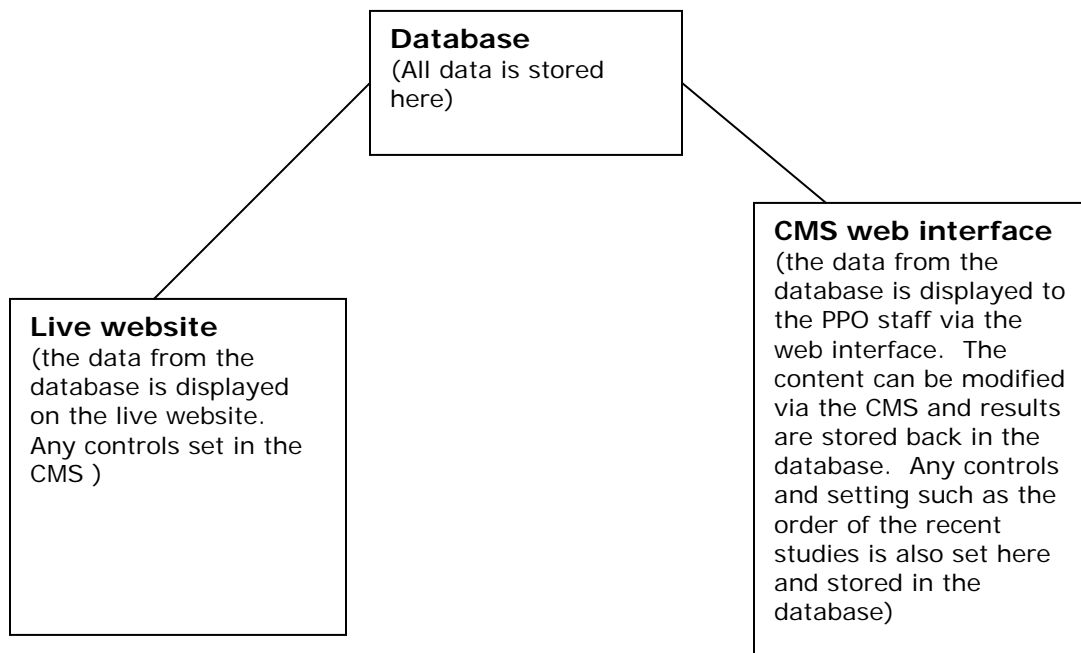 Database
(All data is stored
here)
Live website
(the data from the
database is displayed
on the live website.
Any controls set in the
CMS )
CMS web interface
(the data from the
database is displayed to
the PPO staff via the
web interface.  The
content can be modified
via the CMS and results
are stored back in the
database.  Any controls
and setting such as the
order of the recent
studies is also set here
and stored in the
database)